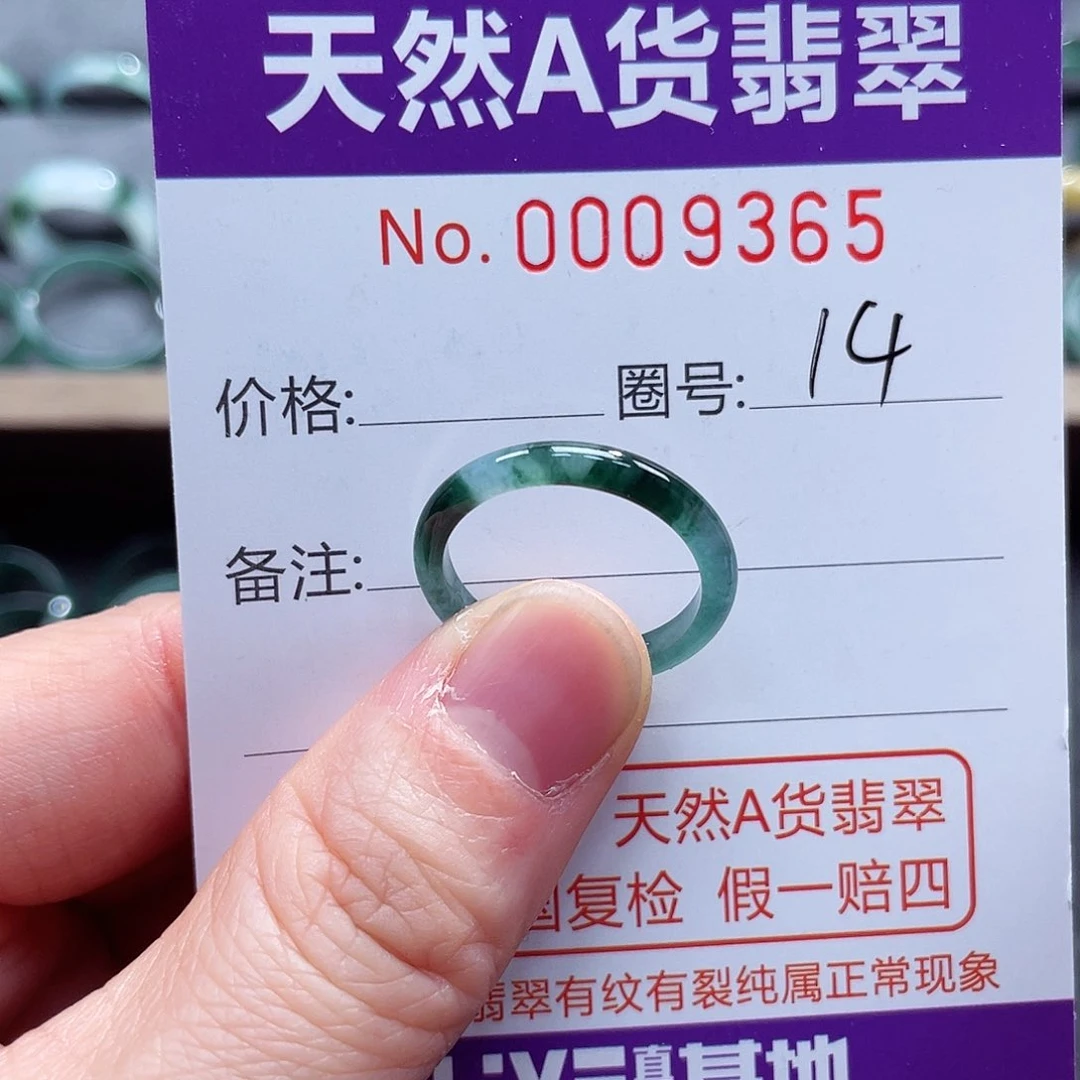 天然A货翡翠
No. 0009365
价格: 圈号: 14
备注:
天然A货翡翠
国复检 假一赔四
翡翠有纹有裂纯属正常现象
基地